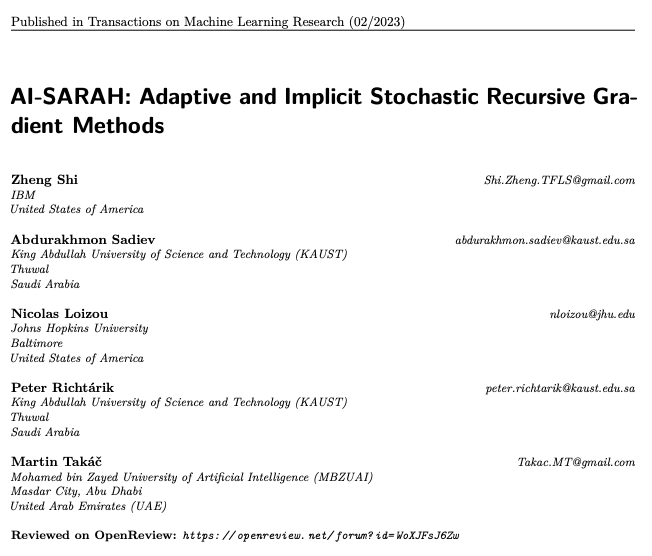 Published in Transactions on Machine Learning Research (02/2023)
AI-SARAH: Adaptive and Implicit Stochastic Recursive Gra-
dient Methods
Zheng Shi Shi.Zheng.TFLS@gmail.com
IBM
United States of America
Abdurakhmon Sadiev abdurakhmon.sadiev@kaust.edu.sa
King Abdullah University of Science and Technology (KAUST)
Thuwal
Saudi Arabia
Nicolas Loizou nloizou@jhu.edu
Johns Hopkins University
Baltimore
United States of America
Peter Richtárik peter.richtarik@kaust.edu.sa
King Abdullah University of Science and Technology (KAUST)
Thuwal
Saudi Arabia
Martin Takáč Takac.MT@gmail.com
Mohamed bin Zayed University of Artificial Intelligence (MBZUAI)
Masdar City, Abu Dhabi
United Arab Emirates (UAE)
Reviewed on OpenReview: https://openreview.net/forum?id=WoXJFsJ6Zw